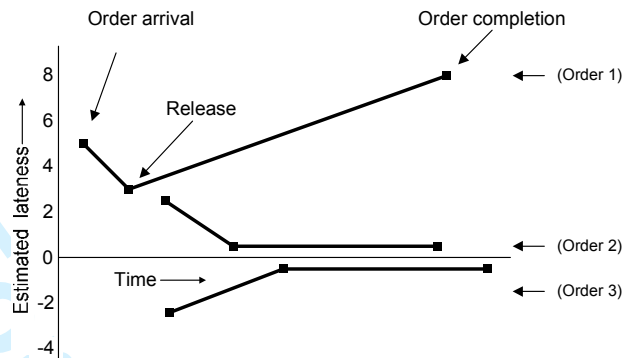 Order arrival
Order completion
8
(Order 1)
Release
6
4
2
(Order 2)
0
Time
(Order 3)
-2
-4
Estimated lateness